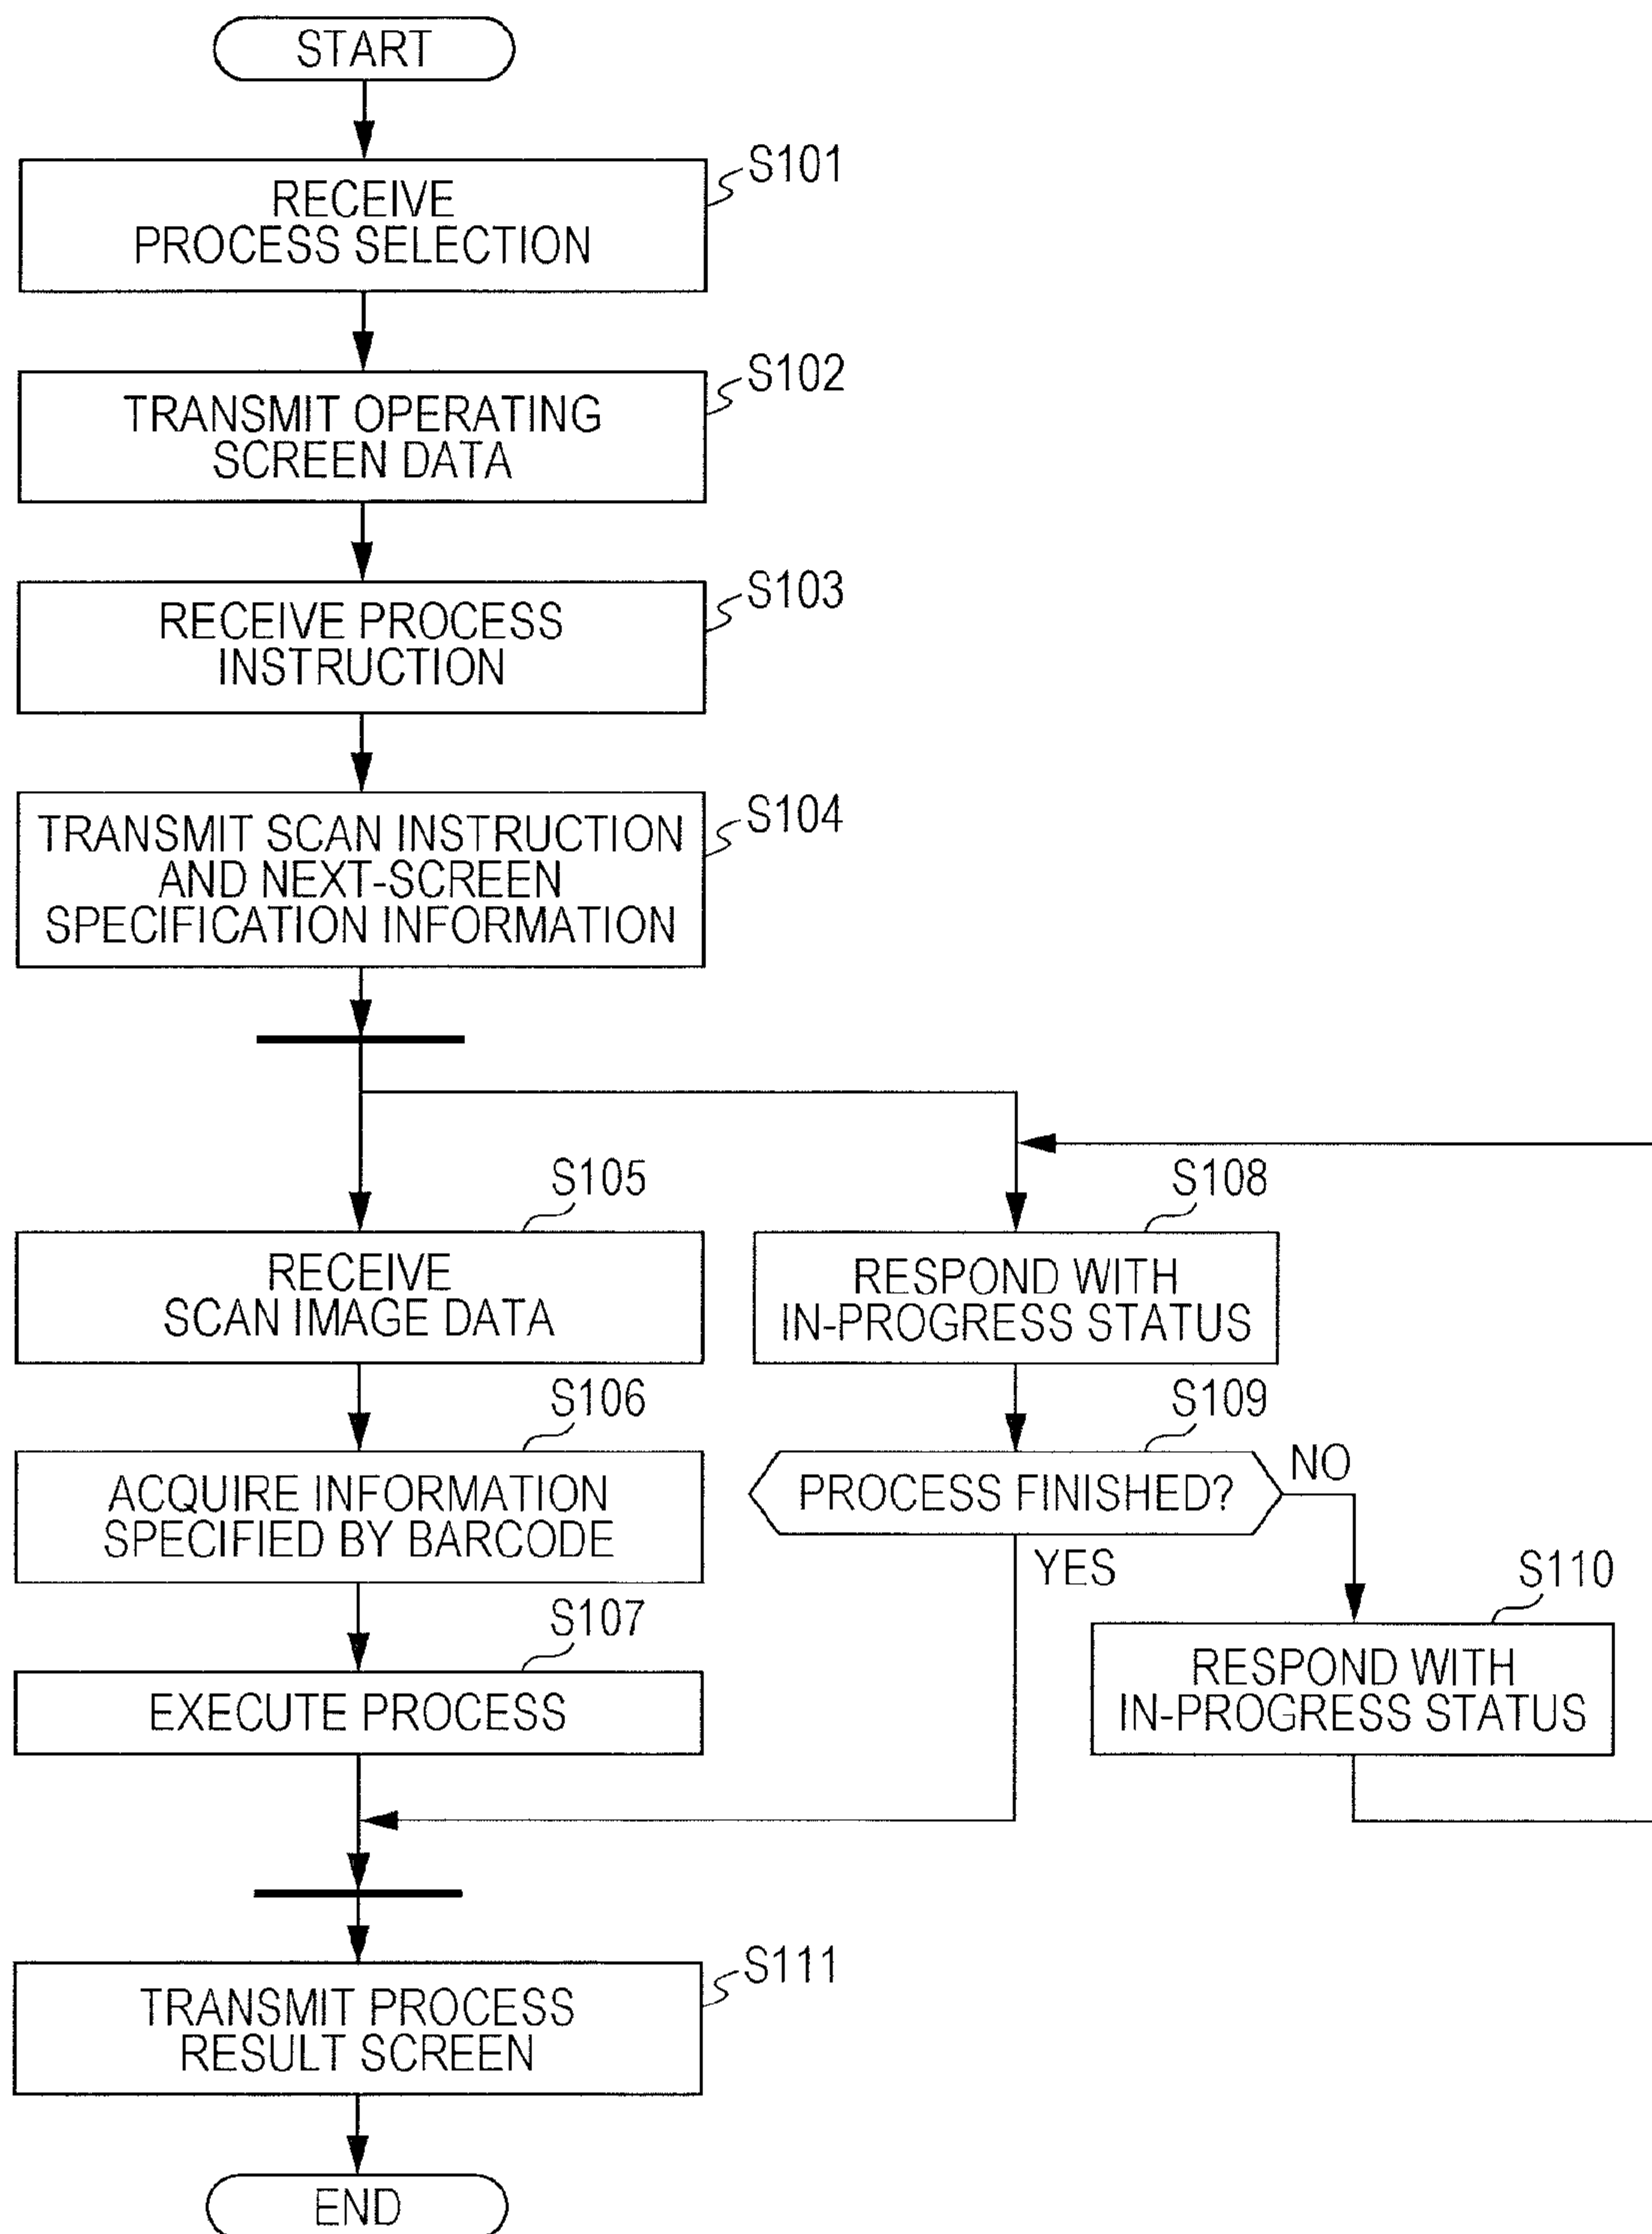 START
S101
RECEIVE
PROCESS SELECTION
S102
TRANSMIT OPERATING
SCREEN DATA
S103
RECEIVE PROCESS
INSTRUCTION
S104
TRANSMIT SCAN INSTRUCTION
AND NEXT-SCREEN
SPECIFICATION INFORMATION
S105
RECEIVE
SCAN IMAGE DATA
S106
ACQUIRE INFORMATION
SPECIFIED BY BARCODE
S107
EXECUTE PROCESS
S108
RESPOND WITH
IN-PROGRESS STATUS
S109
PROCESS FINISHED?
NO
YES
S110
RESPOND WITH
IN-PROGRESS STATUS
S111
TRANSMIT PROCESS
RESULT SCREEN
END